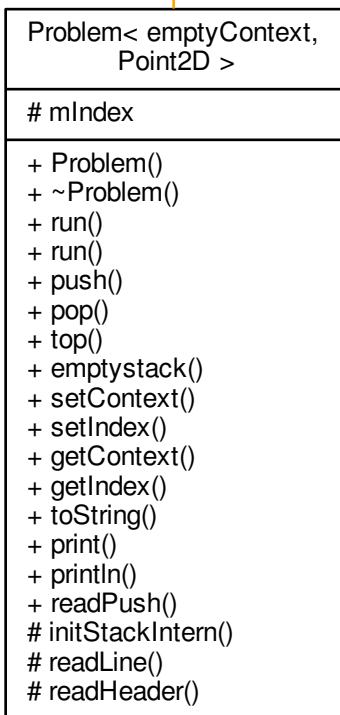 Problem< emptyContext,
Point2D >
# mIndex
+ Problem()
+ ~Problem()
+ run()
+ run()
+ push()
+ pop()
+ top()
+ emptystack()
+ setContext()
+ setIndex()
+ getContext()
+ getIndex()
+ toString()
+ print()
+ println()
+ readPush()
# initStackIntern()
# readLine()
# readHeader()